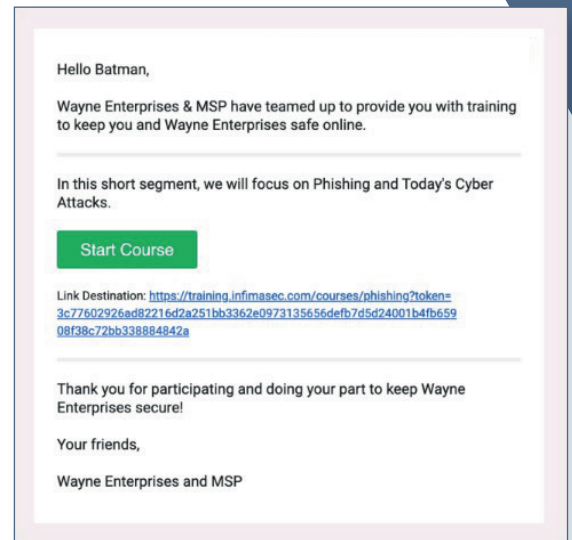 Hello Batman,
Wayne Enterprises & MSP have teamed up to provide you with training
to keep you and Wayne Enterprises safe online.
In this short segment, we will focus on Phishing and Today's Cyber
Attacks.
Start Course
Link Destination: https://training.infimasec.com/courses/phishing?token=
3c77602926ad82216d2a251bb3362e0973135656defb7d5d24001b4fb659
08f38c72bb338884842a
Thank you for participating and doing your part to keep Wayne
Enterprises secure!
Your friends,
Wayne Enterprises and MSP